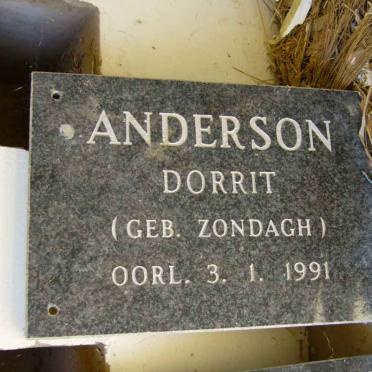 ANDERSON
DORRIT
(GEB. ZONDAGH)
OORL. 3. 1. 1991